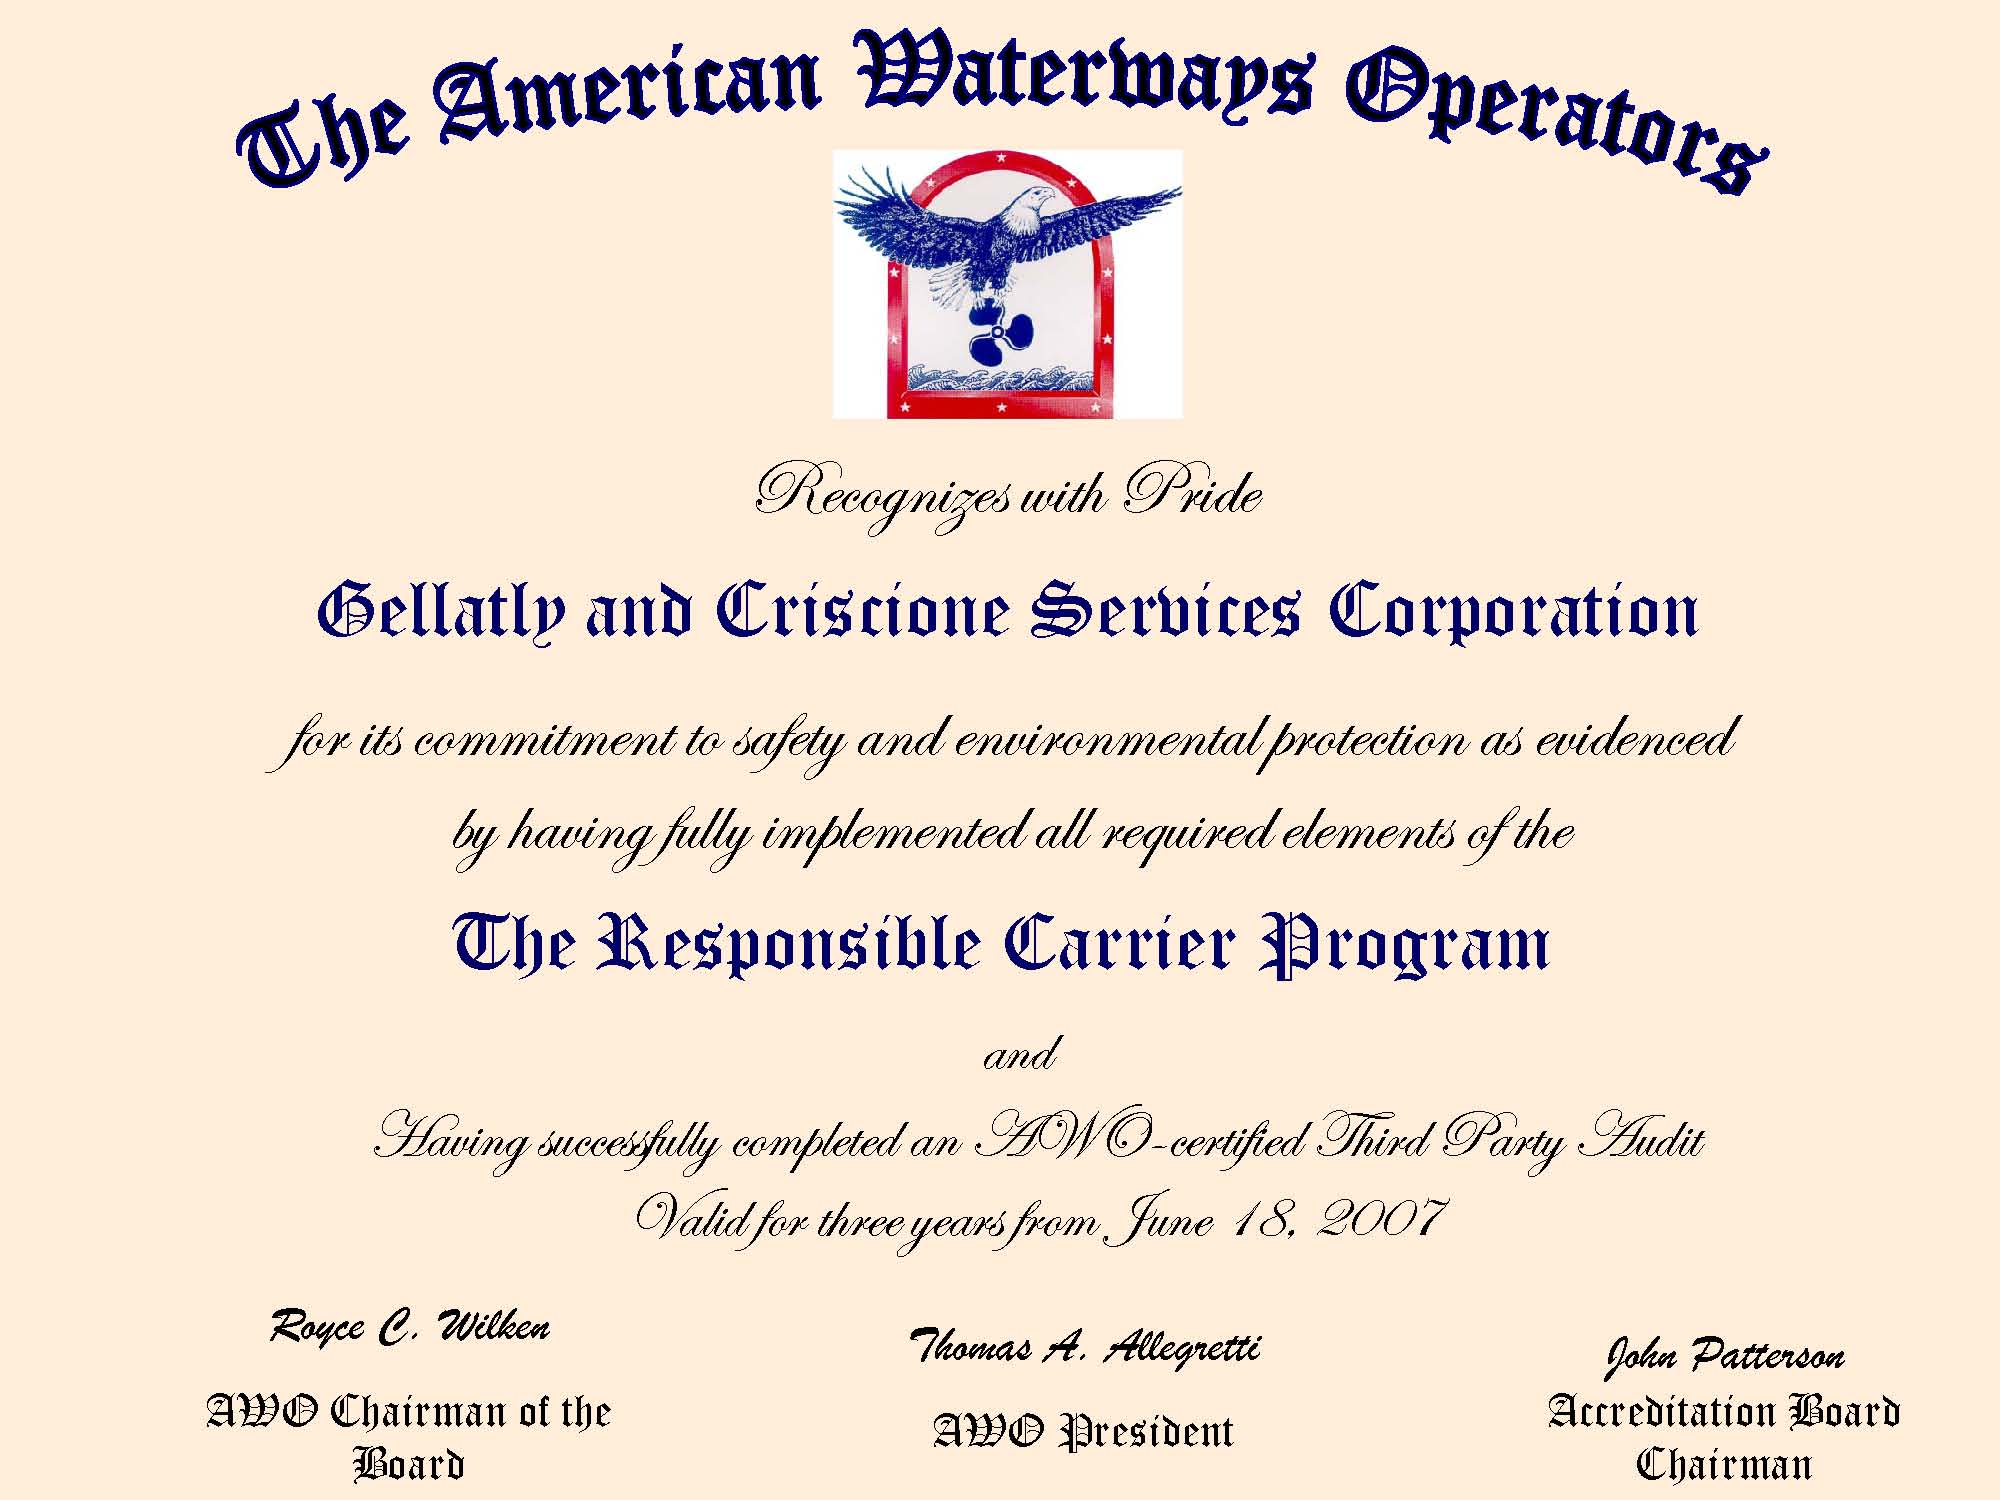 The American Waterways Operators
Recognizes with Pride
Gellatly and Criscione Services Corporation
for its commitment to safety and environmental protection as evidenced
by having fully implemented all required elements of the
The Responsible Carrier Program
and
Having successfully completed an AWO-certified Third Party Audit
Valid for three years from June 18, 2007
Royce C. Wilken
AWO Chairman of the
Board
Thomas A. Allegretti
AWO President
John Patterson
Accreditation Board
Chairman